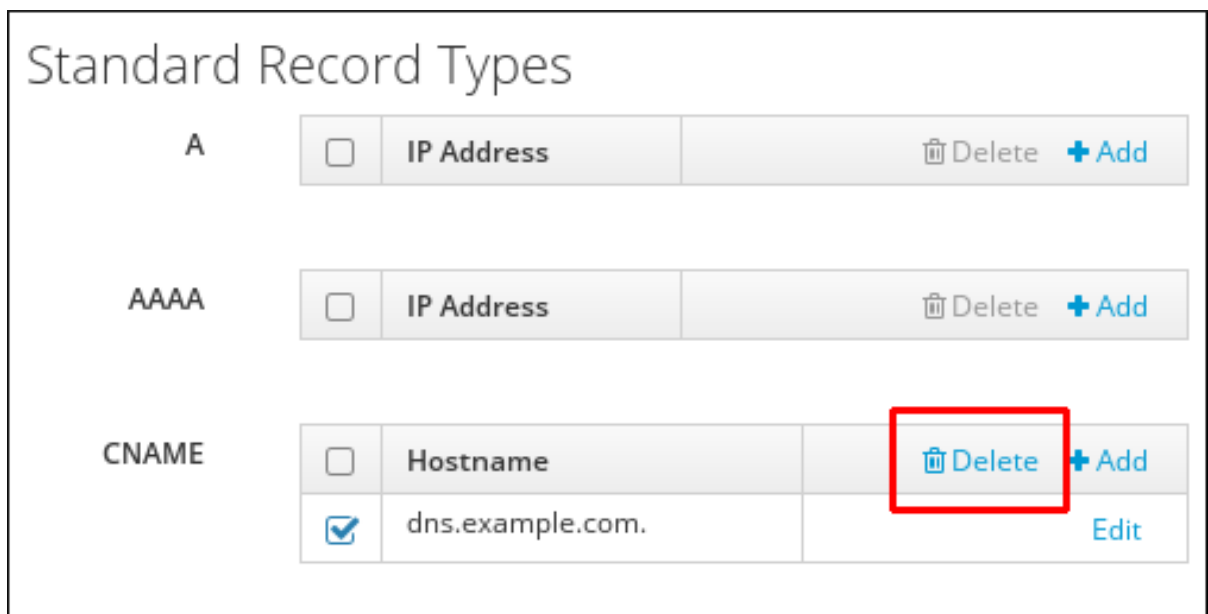 Standard Record Types
A IP Address Delete Add
AAAA IP Address Delete Add
CNAME Hostname Delete Add
dns.example.com. Edit